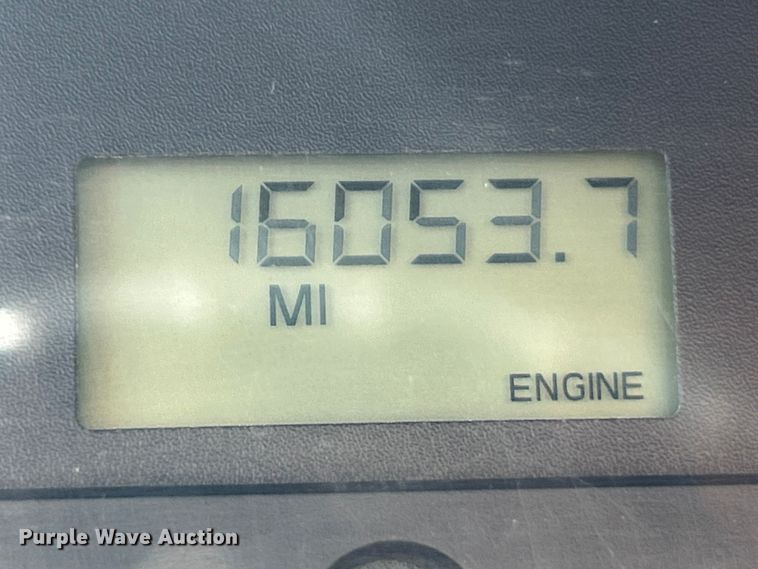 16053.7
MI
ENGINE
Purple Wave Auction